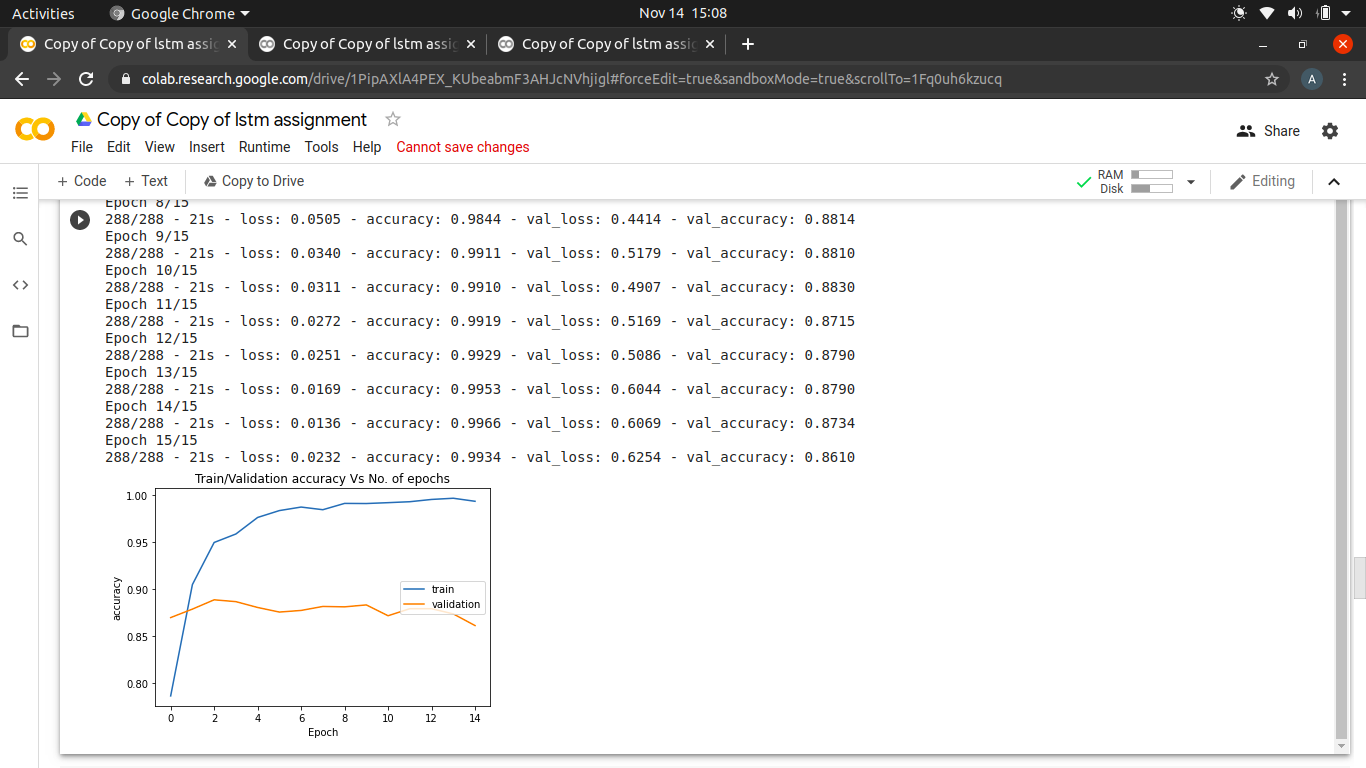 Activities
Google Chrome
Nov 14 15:08
Copy of Copy of lstm assig
Copy of Copy of lstm assig
Copy of Copy of lstm assig
colab.research.google.com/drive/1PipAXlA4PEX_KUbeabmF3AHJcNVhjigl#forceEdit=true&sandboxMode=true&scrollTo=1Fq0uh6kzucq
A
Copy of Copy of lstm assignment
Share
File Edit View Insert Runtime Tools Help Cannot save changes
+ Code + Text Copy to Drive
RAM
Disk
Editing
Epoch 8/15
288/288 - 21s - loss: 0.0505 - accuracy: 0.9844 - val_loss: 0.4414 - val_accuracy: 0.8814
Epoch 9/15
288/288 - 21s - loss: 0.0340 - accuracy: 0.9911 - val_loss: 0.5179 - val_accuracy: 0.8810
Epoch 10/15
288/288 - 21s - loss: 0.0311 - accuracy: 0.9910 - val_loss: 0.4907 - val_accuracy: 0.8830
Epoch 11/15
288/288 - 21s - loss: 0.0272 - accuracy: 0.9919 - val_loss: 0.5169 - val_accuracy: 0.8715
Epoch 12/15
288/288 - 21s - loss: 0.0251 - accuracy: 0.9929 - val_loss: 0.5086 - val_accuracy: 0.8790
Epoch 13/15
288/288 - 21s - loss: 0.0169 - accuracy: 0.9953 - val_loss: 0.6044 - val_accuracy: 0.8790
Epoch 14/15
288/288 - 21s - loss: 0.0136 - accuracy: 0.9966 - val_loss: 0.6069 - val_accuracy: 0.8734
Epoch 15/15
288/288 - 21s - loss: 0.0232 - accuracy: 0.9934 - val_loss: 0.6254 - val_accuracy: 0.8610
Train/Validation accuracy Vs No. of epochs
1.00
0.95
0.90
0.85
0.80
accuracy
train
validation
0 2 4 6 8 10 12 14
Epoch